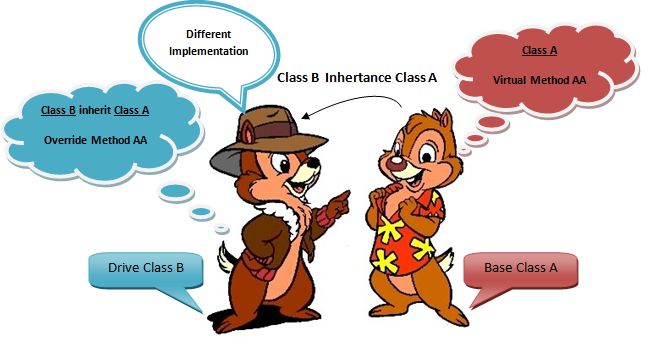 Different
Implementation
Class A
Virtual Method AA
Class B Inhertance Class A
Class B inherit Class A
Override Method AA
Drive Class B
Base Class A